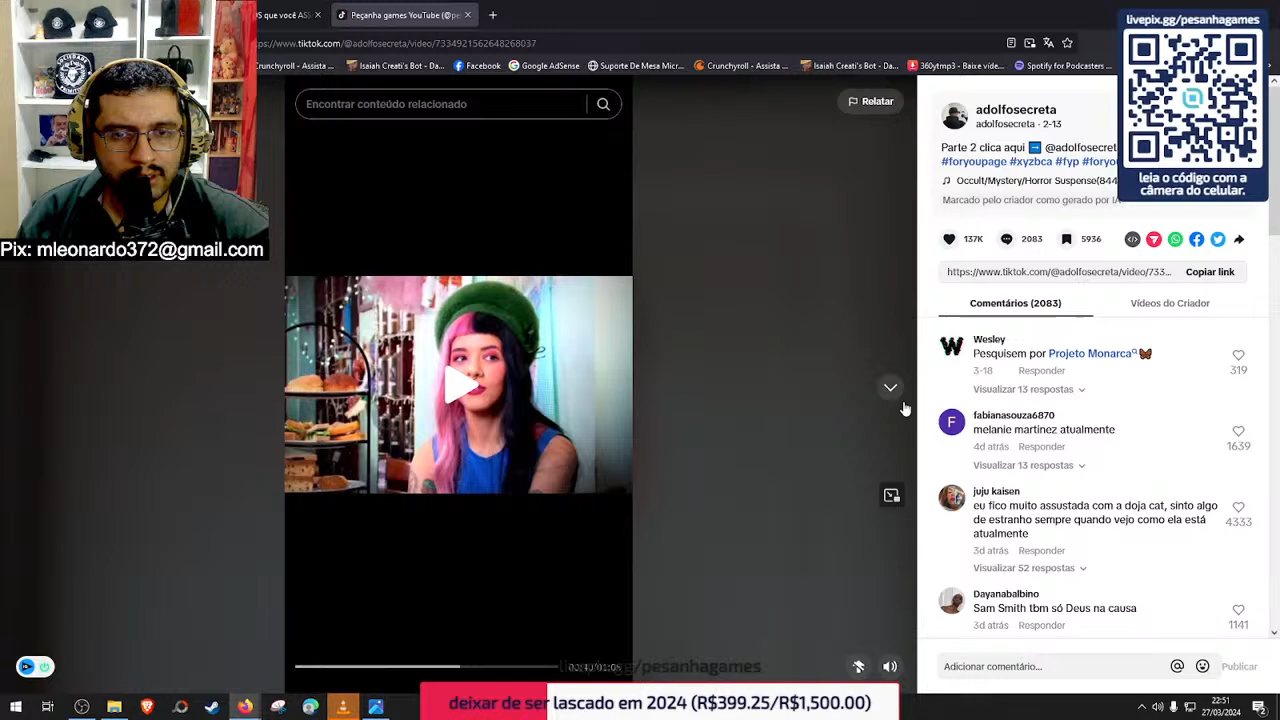 OS que você ASS
Peçanha games YouTube (@pe
livepix.gg/pesanhagames
ps://www.tiktok.com/@adolfosecreta/video/7334921562648268037
Crunchyroll - Assista ...
Isaiah Creati's Bot - Da...
Facebook
Google AdSense
Suporte De Mesa Micr...
Crunchyroll - Assista ...
Isaiah Creati's Bot - Da...
360ytmp3 - Baixe víde...
Spotify for Podcasters
Encontrar conteúdo relacionado
Relatar
adolfosecreta
adolfosecreta · 2-13
Parte 2 clica aqui ➡ @adolfosecret
#foryoupage #xyzbca #fyp #foryou
Occult/Mystery/Horror Suspense(844
Marcado pelo criador como gerado por I
leia o código com a
câmera do celular.
Pix: mleonardo372@gmail.com
137K
2083
5936
https://www.tiktok.com/@adolfosecreta/video/733...
Copiar link
Comentários (2083)
Vídeos do Criador
Wesley
Pesquisem por Projeto Monarca
3-18 Responder
319
Visualizar 13 respostas
fabianasouza6870
melanie martinez atualmente
4d atrás Responder
1639
Visualizar 13 respostas
juju kaisen
eu fico muito assustada com a doja cat, sinto algo
de estranho sempre quando vejo como ela está
atualmente
4333
3d atrás Responder
Visualizar 52 respostas
Dayanabalbino
Sam Smith tbm só Deus na causa
3d atrás Responder
1141
livepix.gg/pesanhagames
Adicionar comentário...
Publicar
deixar de ser lascado em 2024 (R$399.25/R$1,500.00)
22:51
27/03/2024